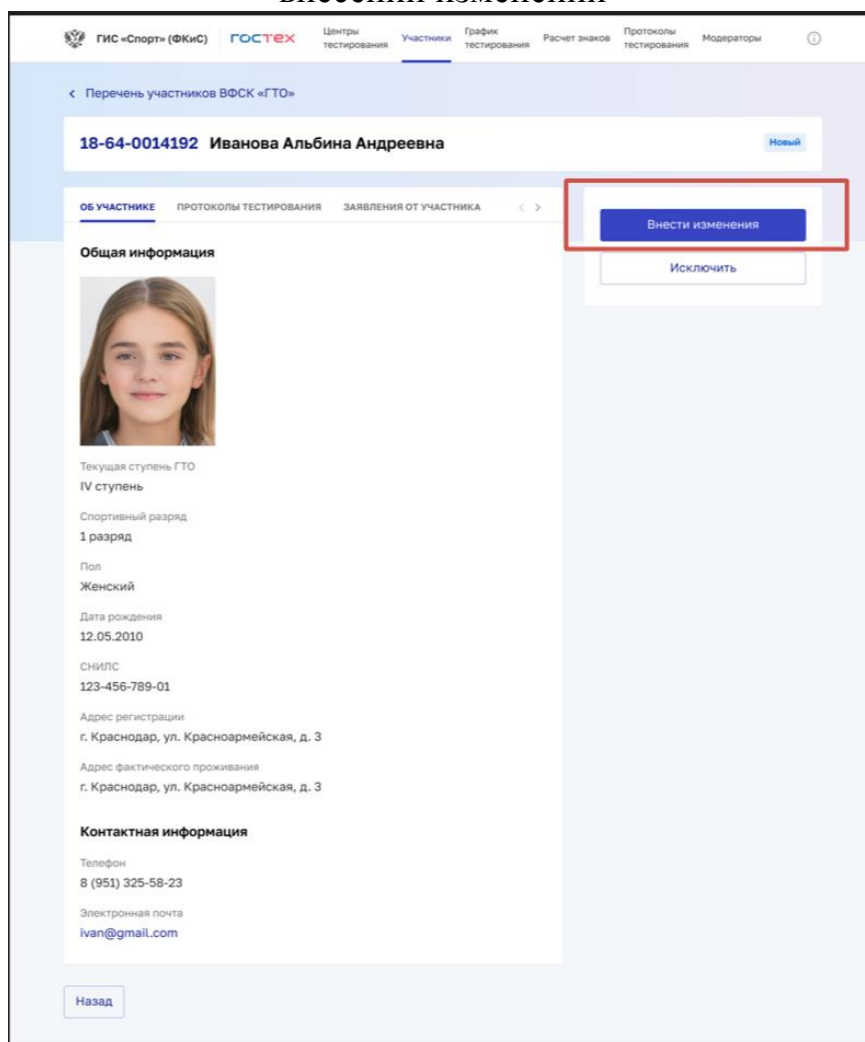 внесении изменений
ГИС «Спорт» (ФКиС)
ГОСТЕХ
Центры
тестирования
Участники
График
тестирования
Расчет знаков
Протоколы
тестирования
Модераторы
Перечень участников ВФСК «ГТО»
18-64-0014192 Иванова Альбина Андреевна
Новый
ОБ УЧАСТНИКЕ ПРОТОКОЛЫ ТЕСТИРОВАНИЯ ЗАЯВЛЕНИЯ ОТ УЧАСТНИКА
Внести изменения
Исключить
Общая информация
Текущая ступень ГТО
IV ступень
Спортивный разряд
1 разряд
Пол
Женский
Дата рождения
12.05.2010
СНИЛС
123-456-789-01
Адрес регистрации
г. Краснодар, ул. Красноармейская, д. 3
Адрес фактического проживания
г. Краснодар, ул. Красноармейская, д. 3
Контактная информация
Телефон
8 (951) 325-58-23
Электронная почта
ivan@gmail.com
Назад